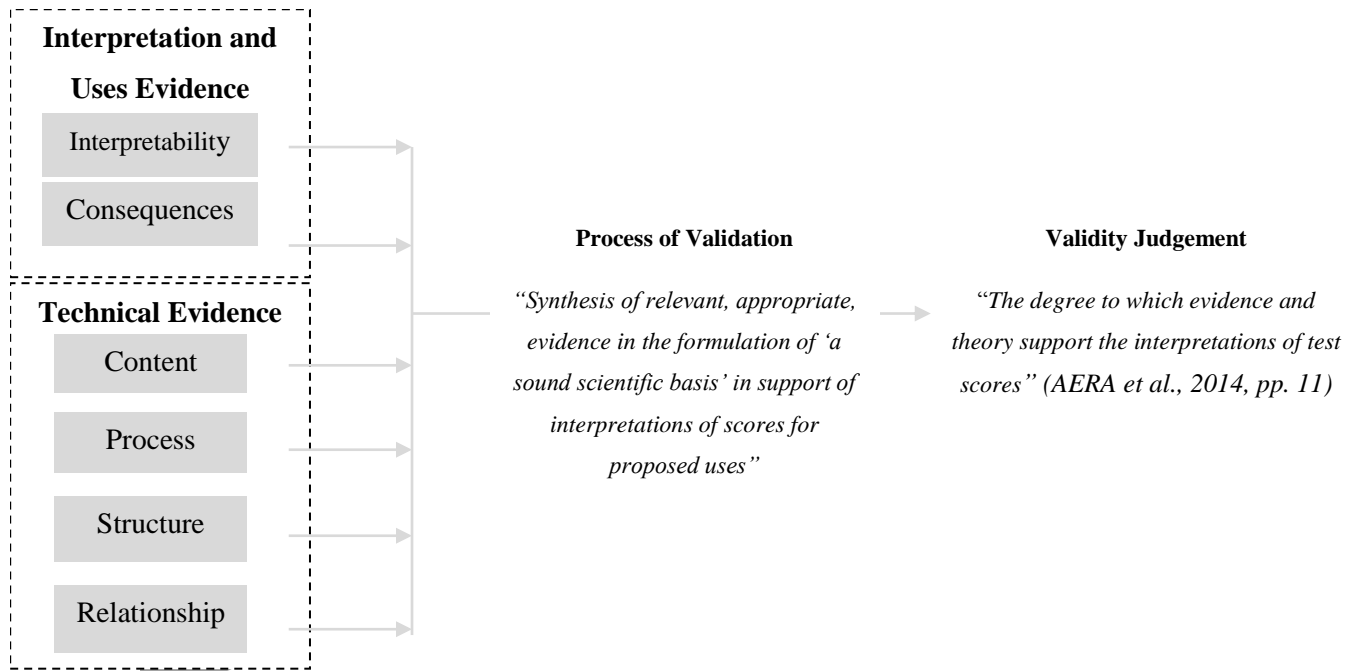 Interpretation and
Uses Evidence
Interpretability
Consequences
Technical Evidence
Content
Process
Structure
Relationship
Process of Validation
“Synthesis of relevant, appropriate,
evidence in the formulation of ‘a
sound scientific basis’ in support of
interpretations of scores for
proposed uses”
Validity Judgement
“The degree to which evidence and
theory support the interpretations of test
scores” (AERA et al., 2014, pp. 11)